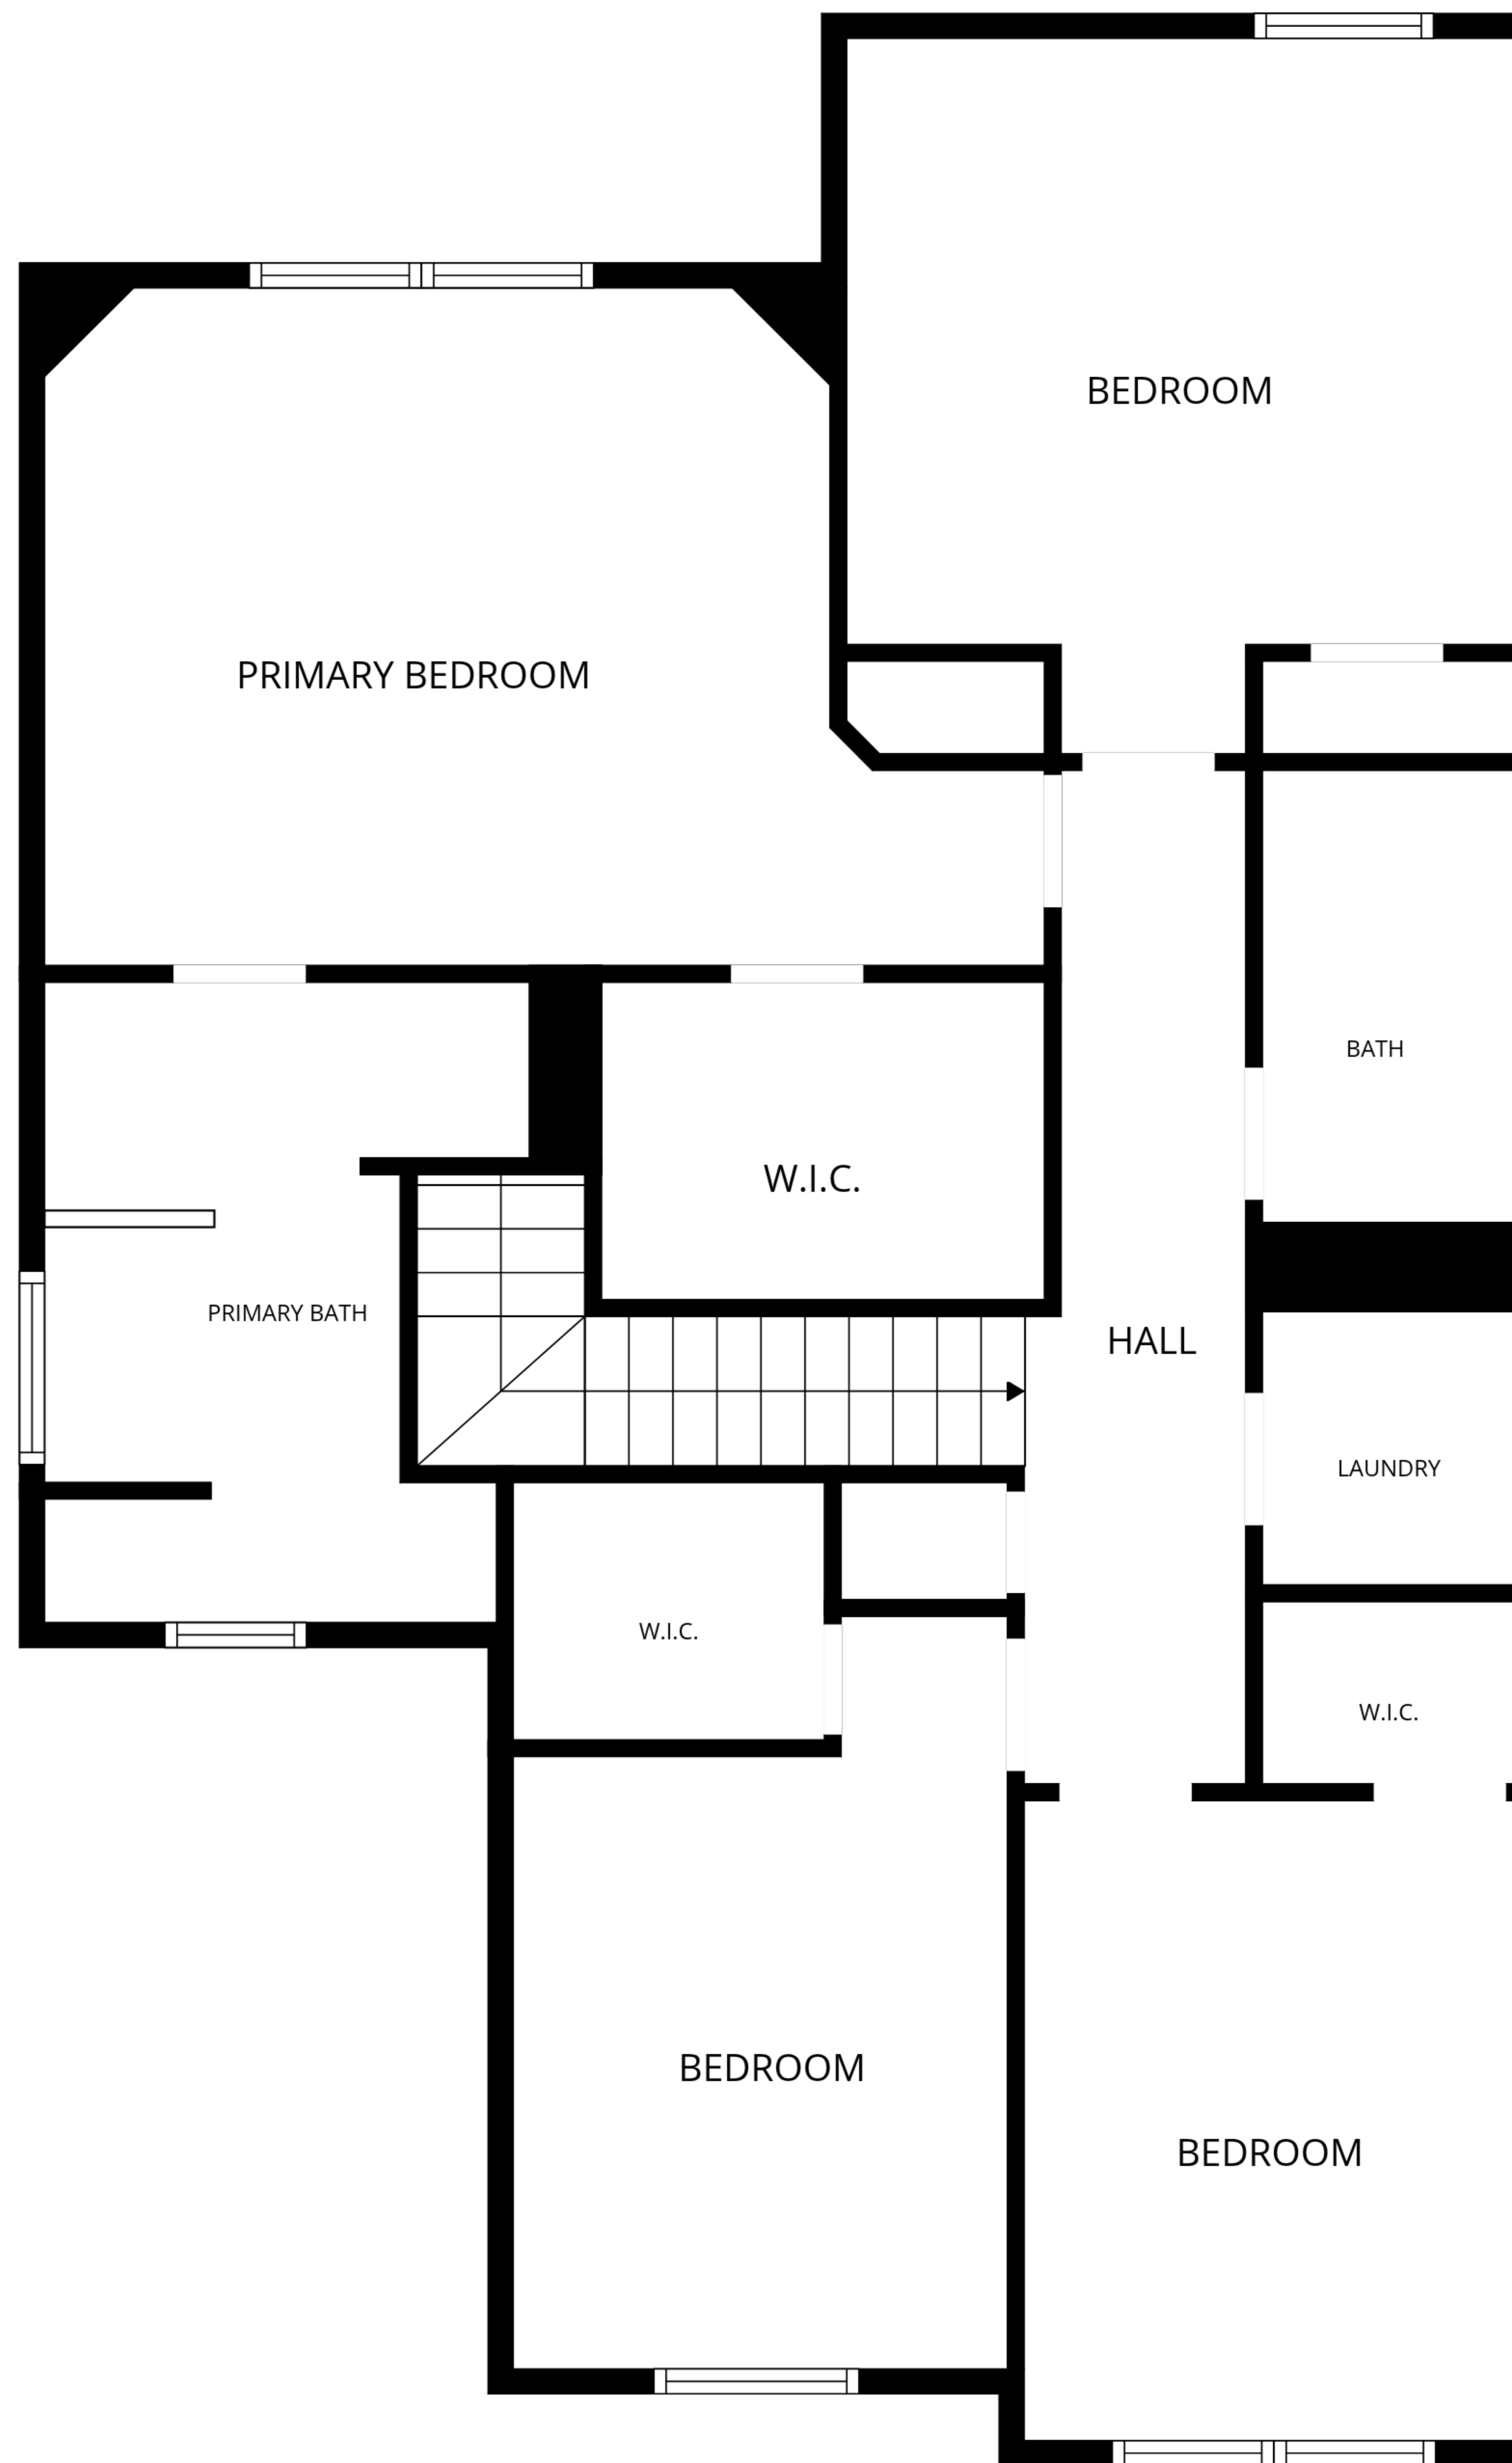 BEDROOM
PRIMARY BEDROOM
BATH
W.I.C.
PRIMARY BATH
HALL
LAUNDRY
W.I.C.
W.I.C.
BEDROOM
BEDROOM